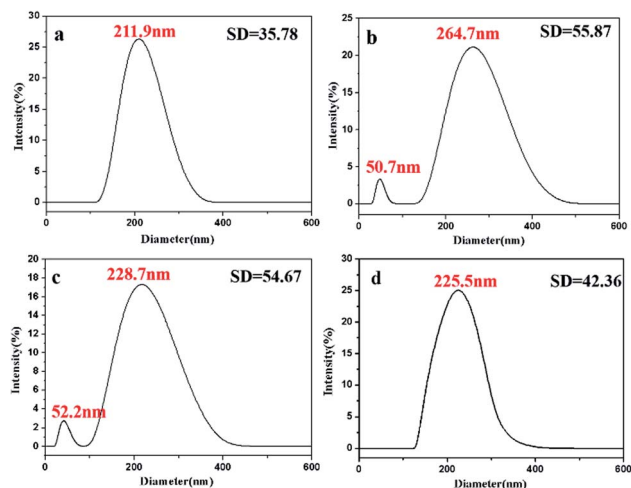 a
211.9nm
SD=35.78
Intensity(%)
30
25
20
15
10
5
0
0
200
400
600
Diameter(nm)
b
264.7nm
SD=55.87
50.7nm
Intensity(%)
25
20
15
10
5
0
0
200
400
600
Diameter(nm)
c
228.7nm
SD=54.67
52.2nm
Intensity(%)
20
18
16
14
12
10
8
6
4
2
0
0
200
400
600
Diameter(nm)
d
225.5nm
SD=42.36
Intensity(%)
30
25
20
15
10
5
0
0
200
400
600
Diameter(nm)